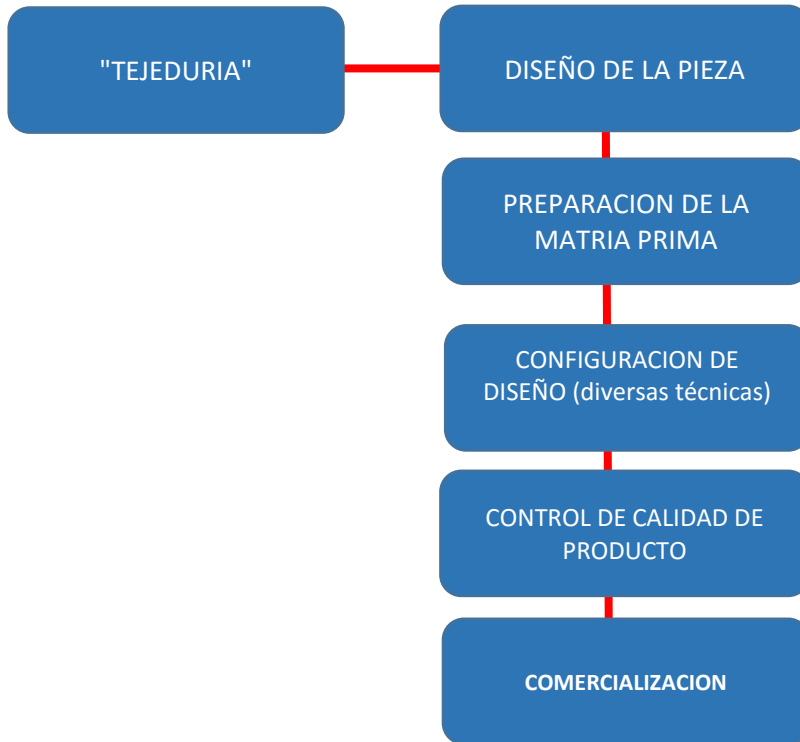 "TEJEDURIA"
DISEÑO DE LA PIEZA
PREPARACION DE LA
MATRIA PRIMA
CONFIGURACION DE
DISEÑO (diversas técnicas)
CONTROL DE CALIDAD DE
PRODUCTO
COMERCIALIZACION